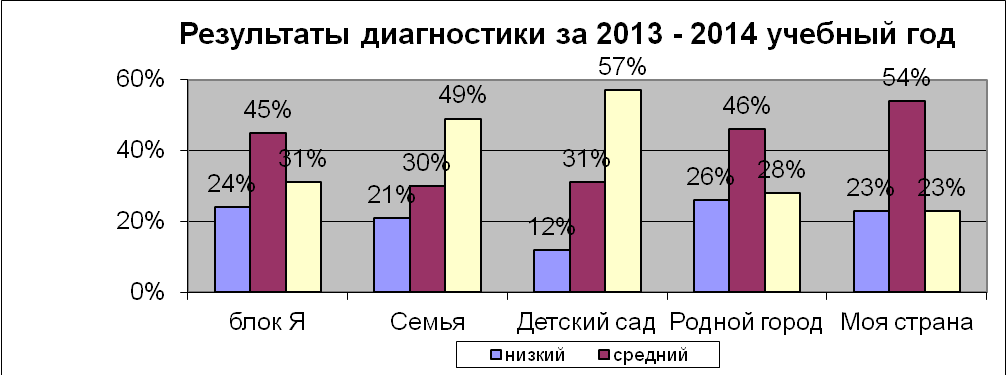 Результаты диагностики за 2013 - 2014 учебный год
60%
40%
20%
0%
24% 45% 31%
21% 30% 49%
12% 31% 57%
26% 46% 28%
23% 54% 23%
блок Я Семья Детский сад Родной город Моя страна
низкий средний